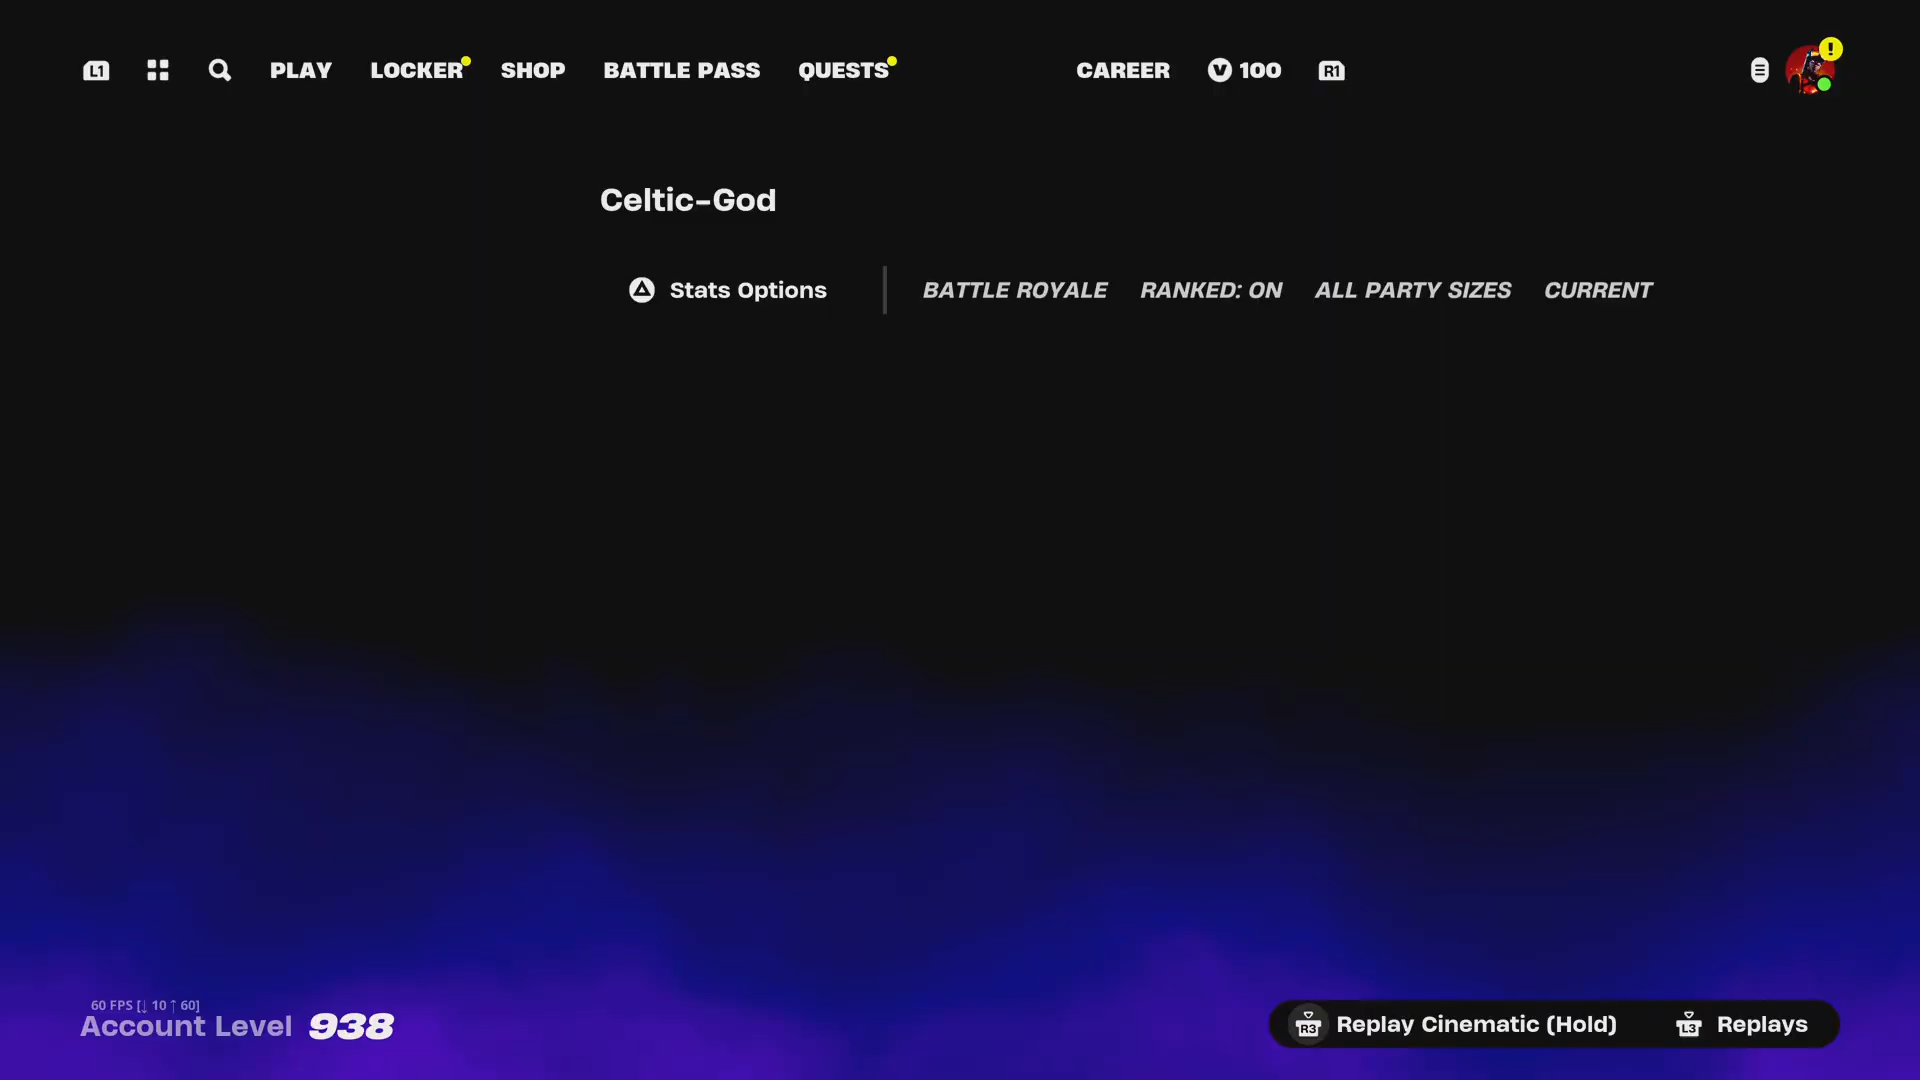 L1 PLAY LOCKER SHOP BATTLE PASS QUESTS CAREER V 100 R1 !
Celtic-God
Stats Options BATTLE ROYALE RANKED: ON ALL PARTY SIZES CURRENT
60 FPS [↓ 10 ↑ 60]
Account Level 938
R3 Replay Cinematic (Hold) L3 Replays